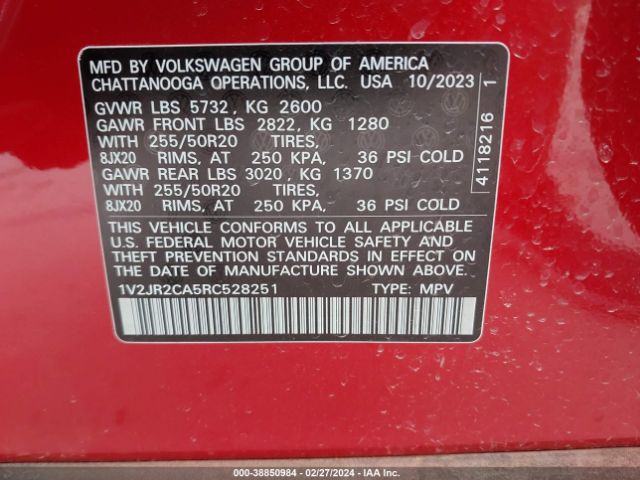 MFD BY VOLKSWAGEN GROUP OF AMERICA
CHATTANOOGA OPERATIONS, LLC. USA 10/2023
GVWR LBS 5732, KG 2600
GAWR FRONT LBS 2822, KG 1280
WITH 255/50R20 TIRES,
8JX20 RIMS, AT 250 KPA, 36 PSI COLD
GAWR REAR LBS 3020, KG 1370
WITH 255/50R20 TIRES,
8JX20 RIMS, AT 250 KPA, 36 PSI COLD
THIS VEHICLE CONFORMS TO ALL APPLICABLE
U.S. FEDERAL MOTOR VEHICLE SAFETY AND
THEFT PREVENTION STANDARDS IN EFFECT ON
THE DATE OF MANUFACTURE SHOWN ABOVE.
1V2JR2CA5RC528251 TYPE: MPV
4118216 1
000-38850984 - 02/27/2024 - IAA Inc.